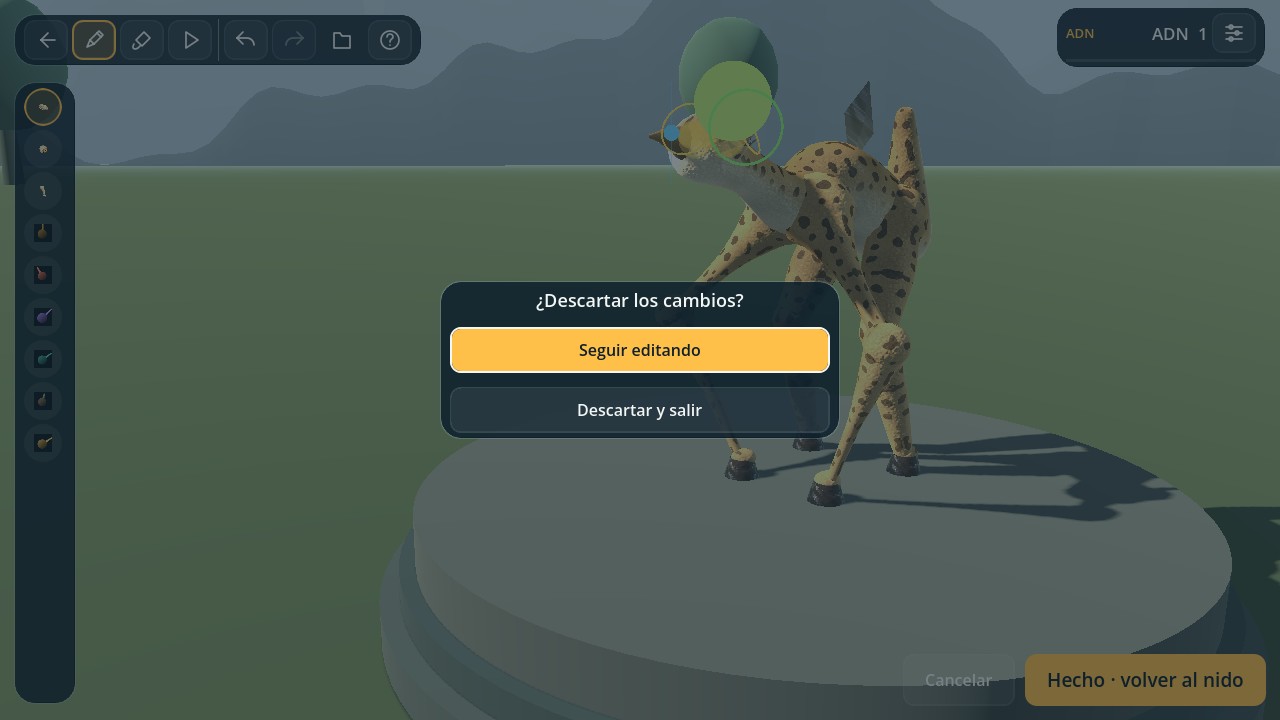 ADN
ADN 1
¿Descartar los cambios?
Seguir editando
Descartar y salir
Cancelar
Hecho · volver al nido